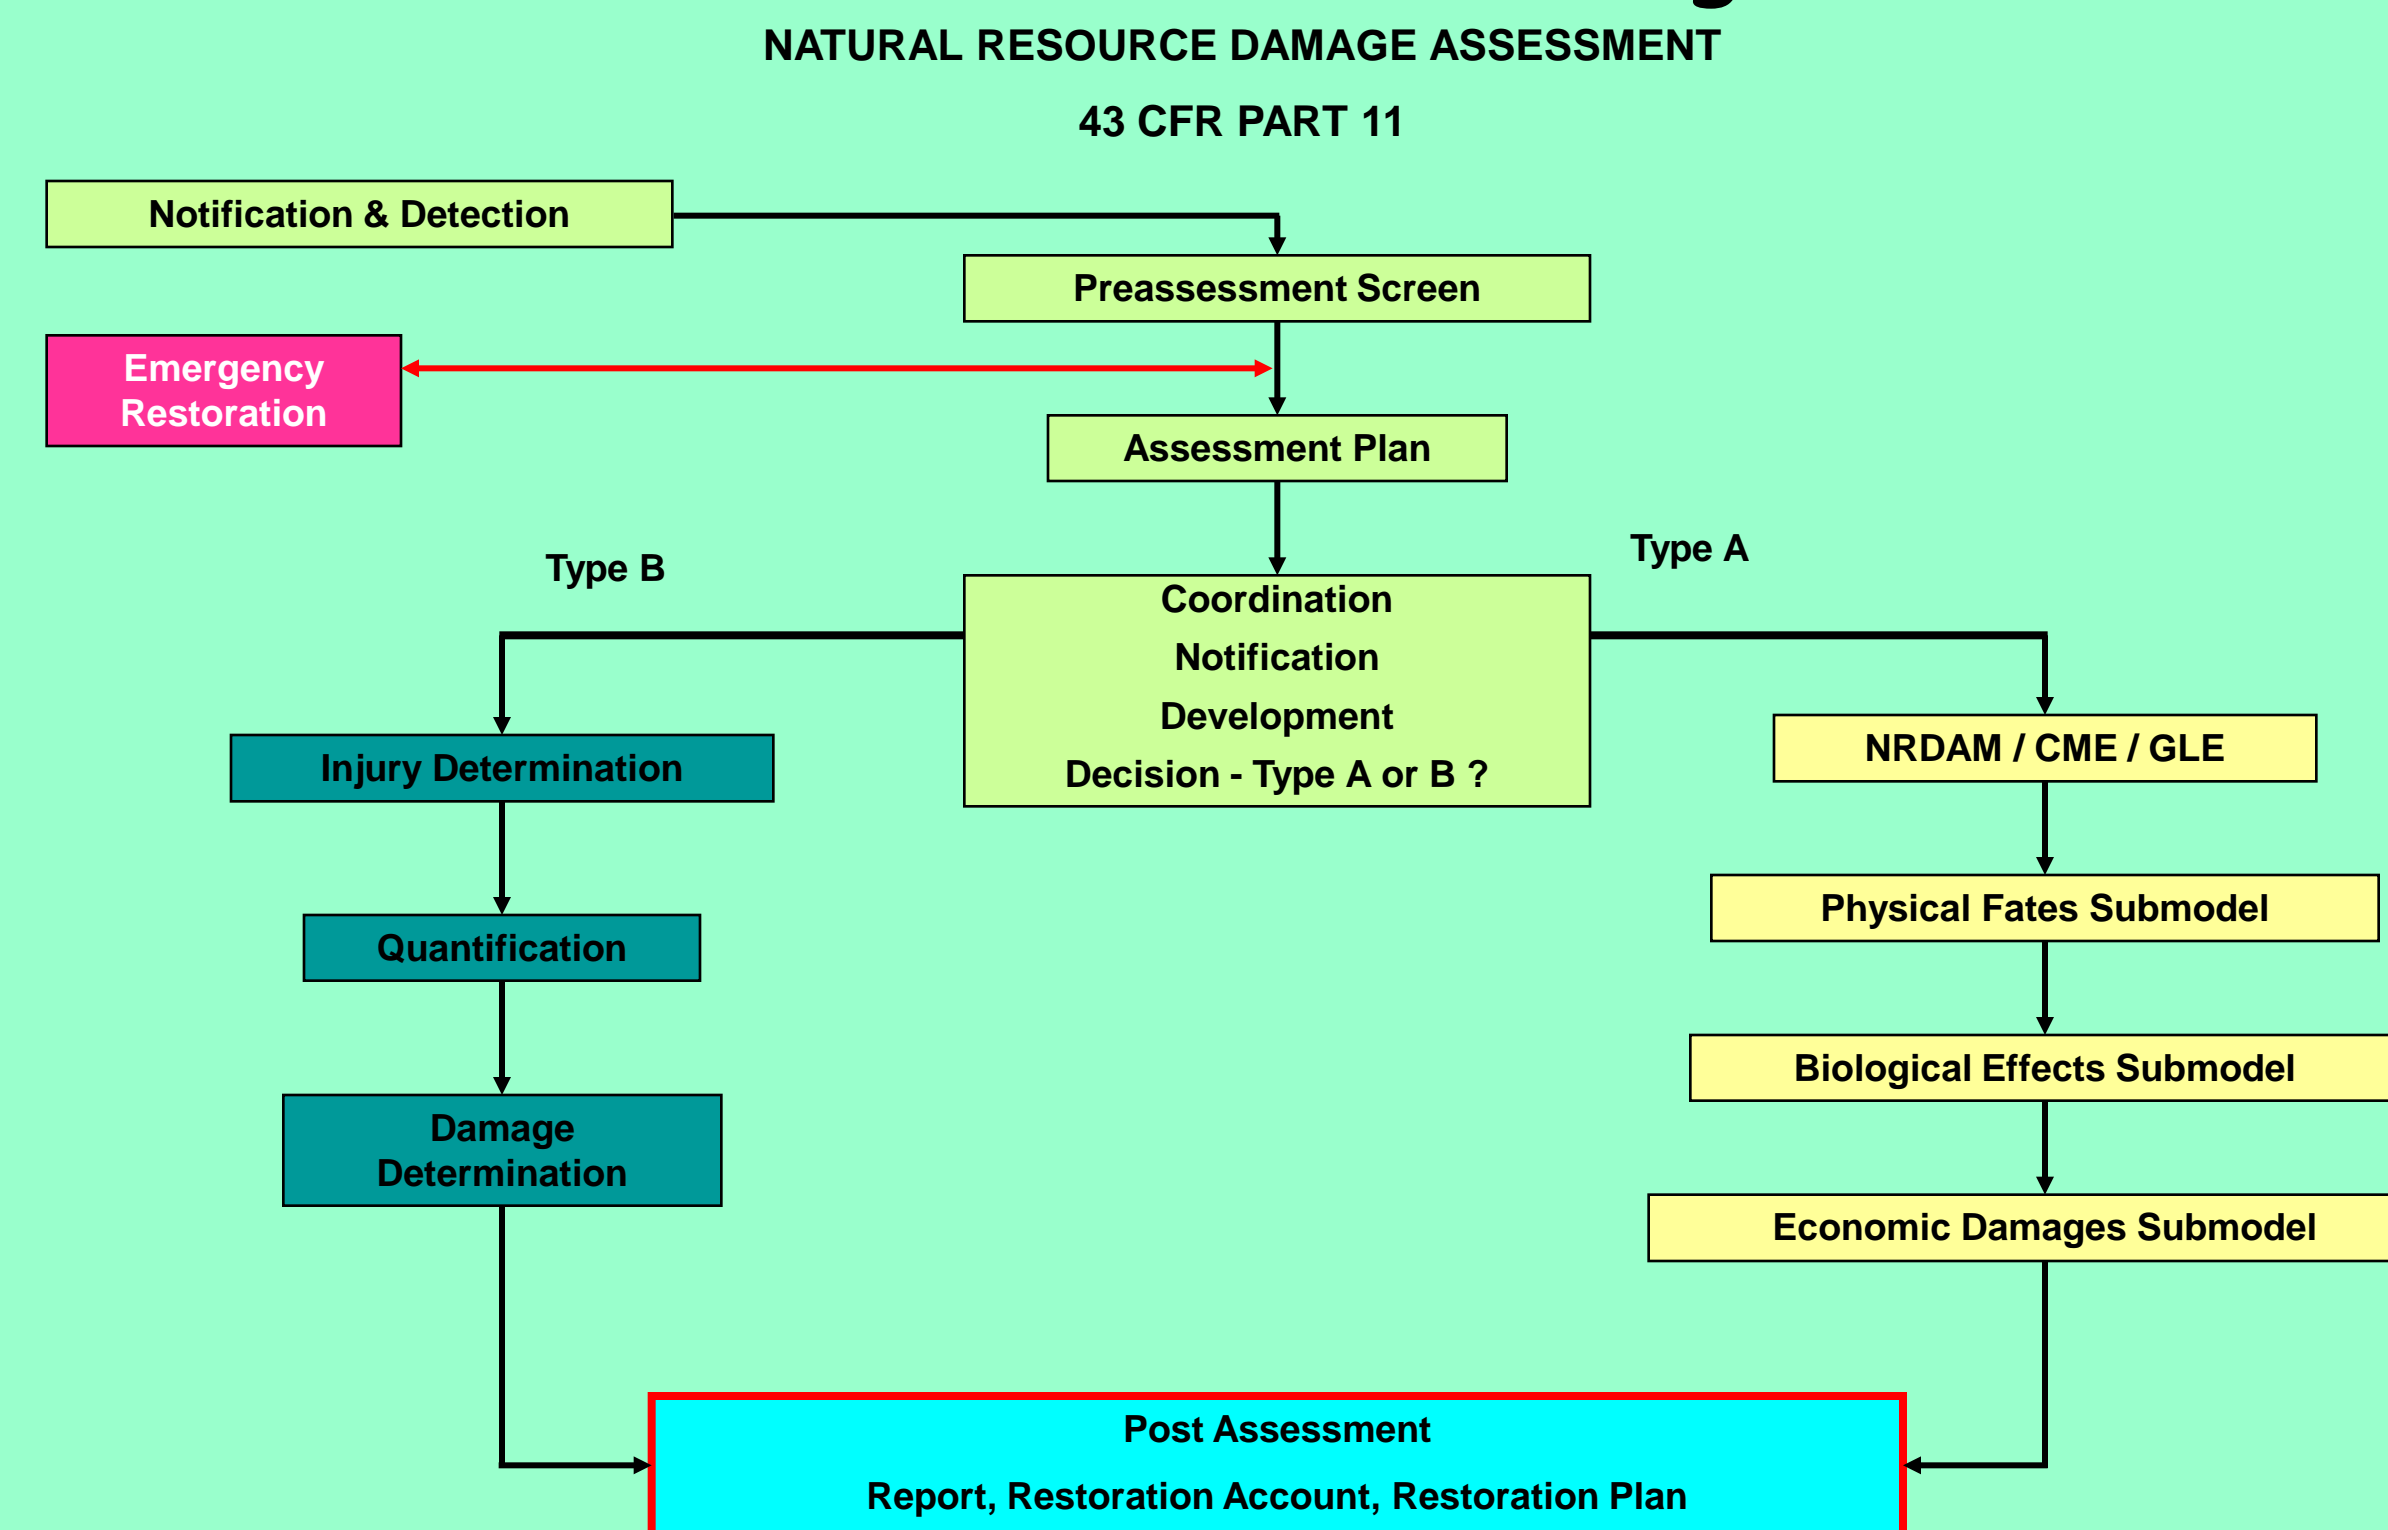 NATURAL RESOURCE DAMAGE ASSESSMENT
43 CFR PART 11
Notification & Detection
Preassessment Screen
Emergency
Restoration
Assessment Plan
Type B
Type A
Coordination
Notification
Development
Decision - Type A or B ?
NRDAM / CME / GLE
Injury Determination
Physical Fates Submodel
Quantification
Biological Effects Submodel
Damage
Determination
Economic Damages Submodel
Post Assessment
Report, Restoration Account, Restoration Plan